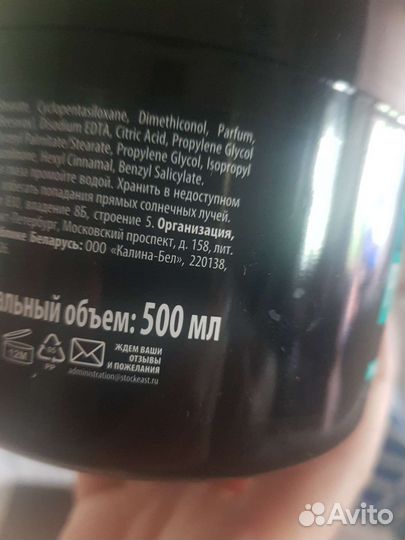 Cyclopentasiloxane, Dimethiconol, Parfum,
Disodium EDTA, Citric Acid, Propylene Glycol
Palmitate/Stearate, Propylene Glycol, Isopropyl
Hexyl Cinnamal, Benzyl Salicylate.
глаза промойте водой. Хранить в недоступном
попадания прямых солнечных лучей.
владение 8Б, строение 5. Организация,
Московский проспект, д. 158, лит.
Беларусь: ООО «Калина-Бел», 220138,
объем: 500 мл
12M
PP
ЖДЕМ ВАШИ
ОТЗЫВЫ
И ПОЖЕЛАНИЯ
administration@stockeast.ru
Avito